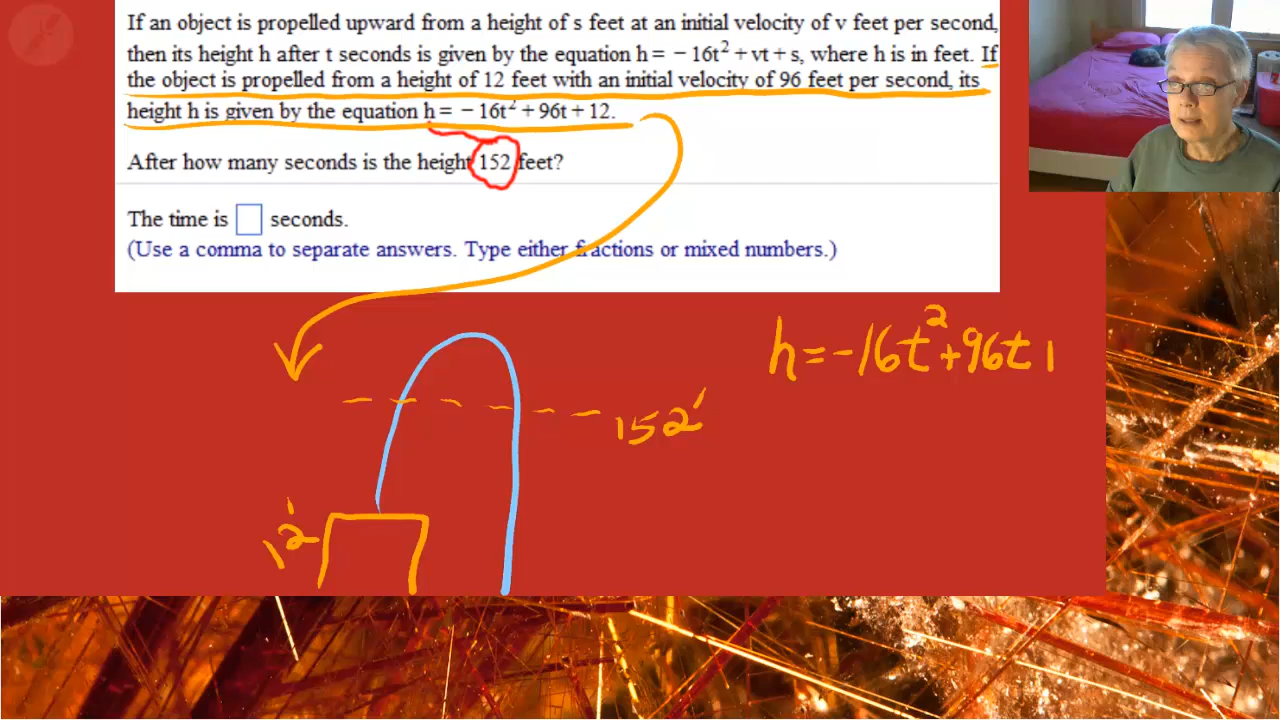 If an object is propelled upward from a height of s feet at an initial velocity of v feet per second,
then its height h after t seconds is given by the equation h = − 16t² + vt + s, where h is in feet. If
the object is propelled from a height of 12 feet with an initial velocity of 96 feet per second, its
height h is given by the equation h = − 16t² + 96t + 12.
After how many seconds is the height 152 feet?
The time is seconds.
(Use a comma to separate answers. Type either fractions or mixed numbers.)
h=-16t²+96t1
152'
12'